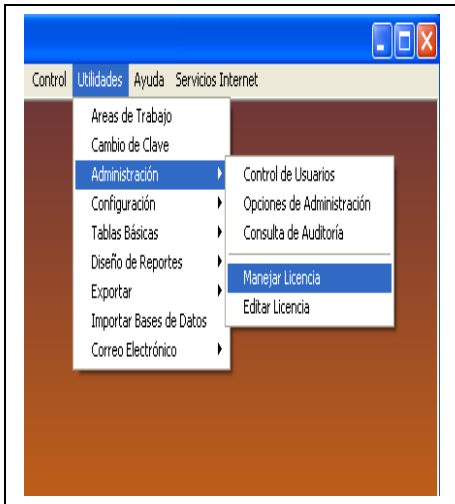 Control Utilidades Ayuda Servicios Internet
Areas de Trabajo
Cambio de Clave
Administración
Configuración
Tablas Básicas
Diseño de Reportes
Exportar
Importar Bases de Datos
Correo Electrónico
Control de Usuarios
Opciones de Administración
Consulta de Auditoría
Manejar Licencia
Editar Licencia